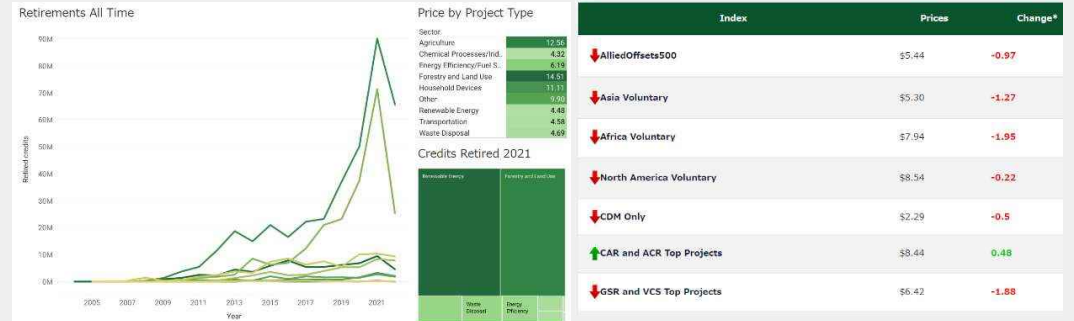 Retirements All Time
90M
80M
70M
60M
50M
40M
30M
20M
10M
0M
Retired credits
2005 2007 2009 2011 2013 2015 2017 2019 2021
Year
Price by Project Type
Sector
Agriculture 12.56
Chemical Processes/Ind.. 4.32
Energy Efficiency/Fuel S.. 6.19
Forestry and Land Use 14.51
Household Devices 11.11
Other 9.90
Renewable Energy 4.48
Transportation 4.58
Waste Disposal 4.69
Credits Retired 2021
Renewable Energy
Forestry and Land Use
Waste
Disposal
Energy
Efficiency
Index Prices Change*
AlliedOffsets500 $5.44 -0.97
Asia Voluntary $5.30 -1.27
Africa Voluntary $7.94 -1.95
North America Voluntary $8.54 -0.22
CDM Only $2.29 -0.5
CAR and ACR Top Projects $8.44 0.48
GSR and VCS Top Projects $6.42 -1.88